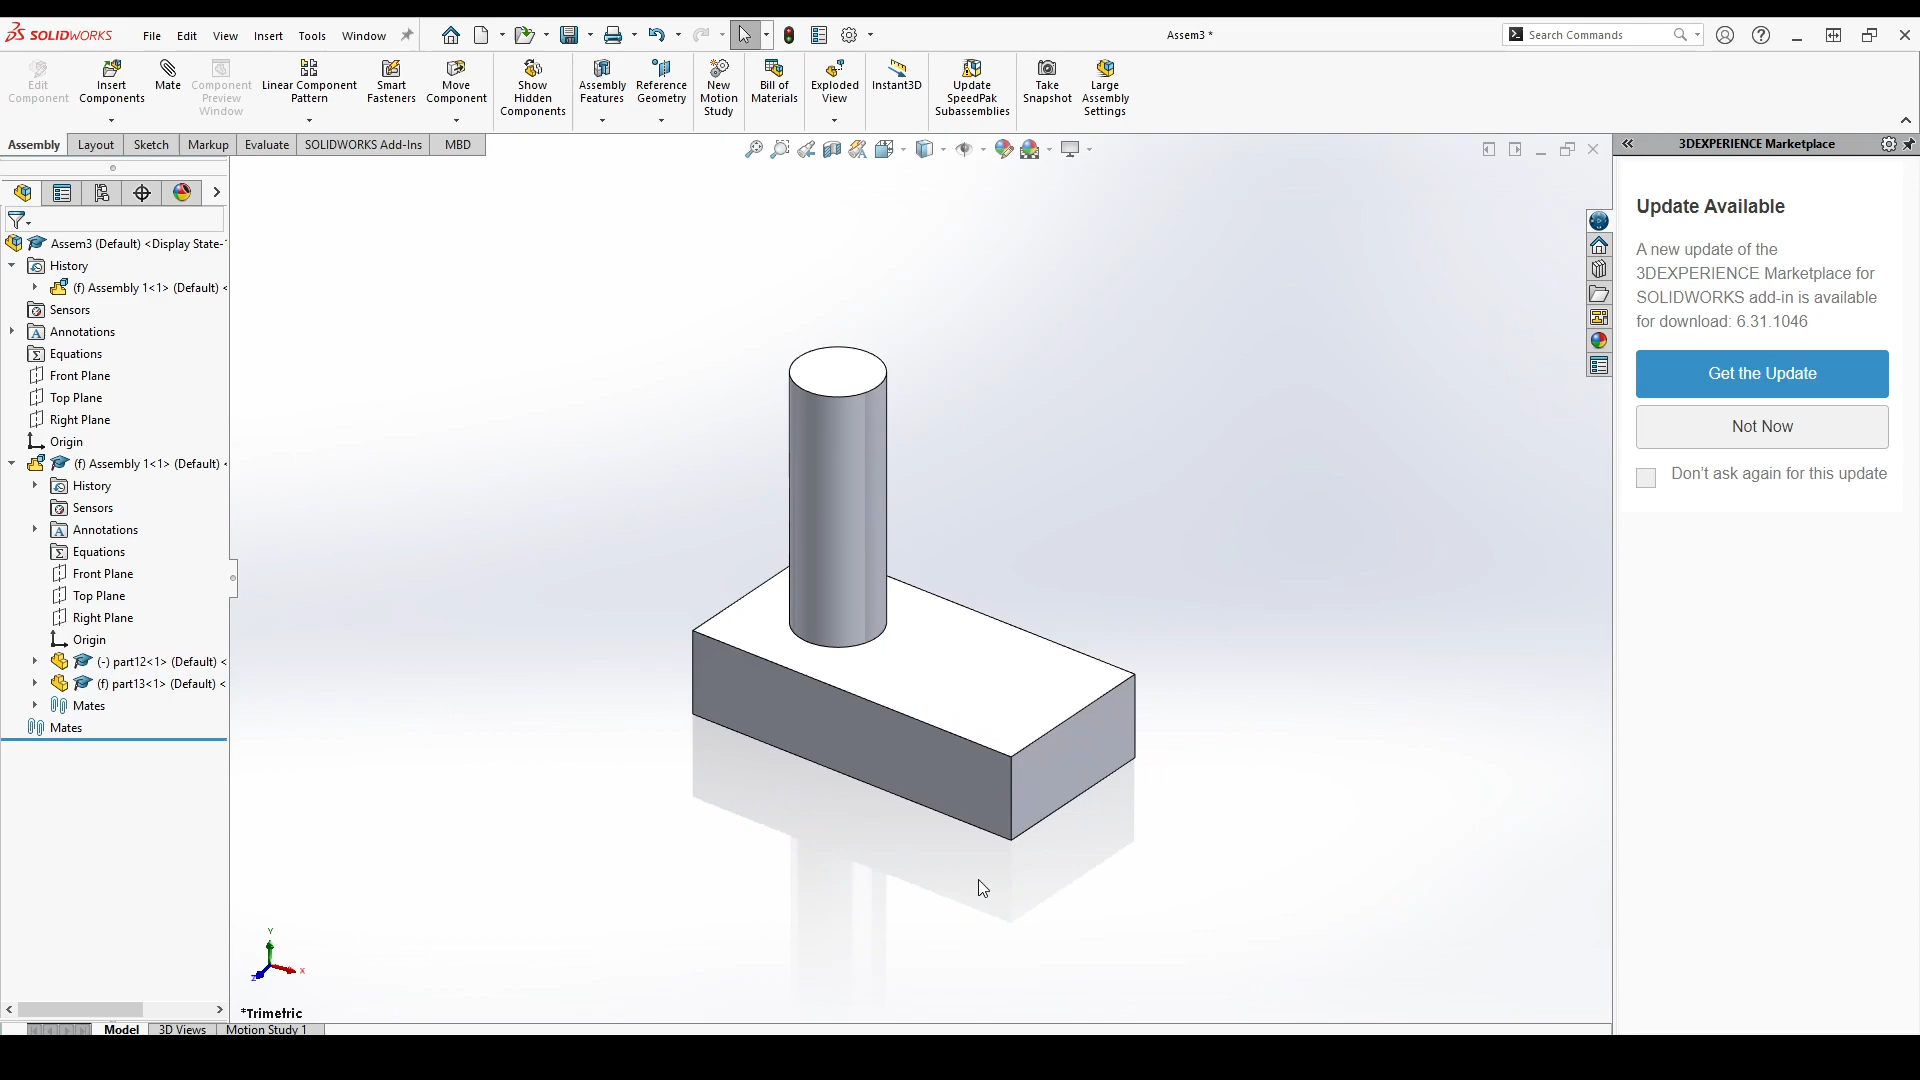 SOLIDWORKS File Edit View Insert Tools Window Assem3 * Search Commands
Edit Component
Insert Components
Mate
Component Preview Window
Linear Component Pattern
Smart Fasteners
Move Component
Show Hidden Components
Assembly Features
Reference Geometry
New Motion Study
Bill of Materials
Exploded View
Instant3D
Update SpeedPak Subassemblies
Take Snapshot
Large Assembly Settings
Assembly Layout Sketch Markup Evaluate SOLIDWORKS Add-Ins MBD
Assem3 (Default) <Display State-
History
(f) Assembly 1<1> (Default) <
Sensors
Annotations
Equations
Front Plane
Top Plane
Right Plane
Origin
(f) Assembly 1<1> (Default) <
History
Sensors
Annotations
Equations
Front Plane
Top Plane
Right Plane
Origin
(-) part12<1> (Default) <
(f) part13<1> (Default) <
Mates
Mates
Y
X
Z
*Trimetric
Model 3D Views Motion Study 1
3DEXPERIENCE Marketplace
Update Available
A new update of the
3DEXPERIENCE Marketplace for
SOLIDWORKS add-in is available
for download: 6.31.1046
Get the Update
Not Now
Don't ask again for this update